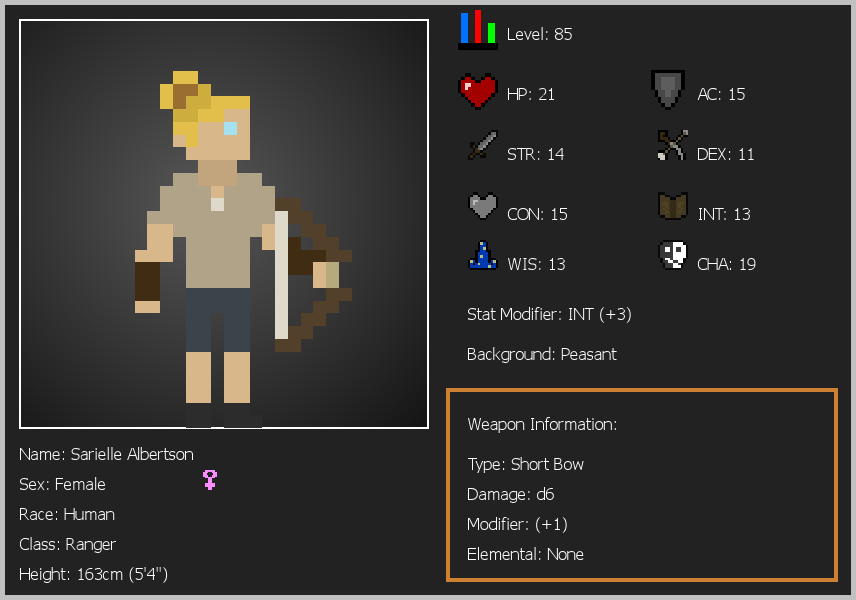 Level: 85
HP: 21
AC: 15
STR: 14
DEX: 11
CON: 15
INT: 13
WIS: 13
CHA: 19
Stat Modifier: INT (+3)
Background: Peasant
Weapon Information:
Type: Short Bow
Damage: d6
Modifier: (+1)
Elemental: None
Name: Sarielle Albertson
Sex: Female
Race: Human
Class: Ranger
Height: 163cm (5'4")